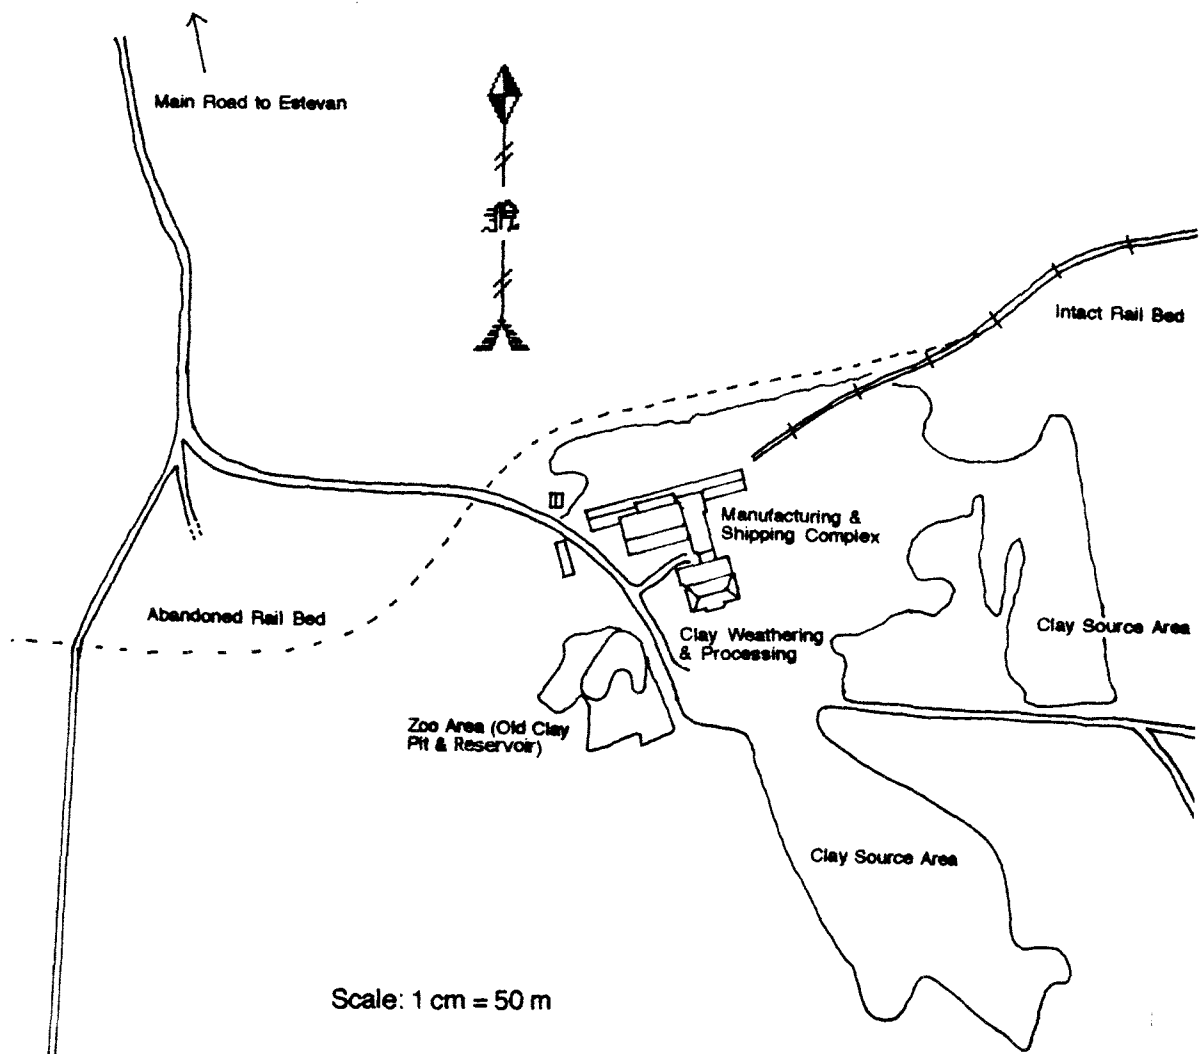 Main Road to Estevan
Intact Rail Bed
Manufacturing &
Shipping Complex
Abandoned Rail Bed
Clay Weathering
& Processing
Clay Source Area
Zoo Area (Old Clay
Pit & Reservoir)
Clay Source Area
Scale: 1 cm = 50 m